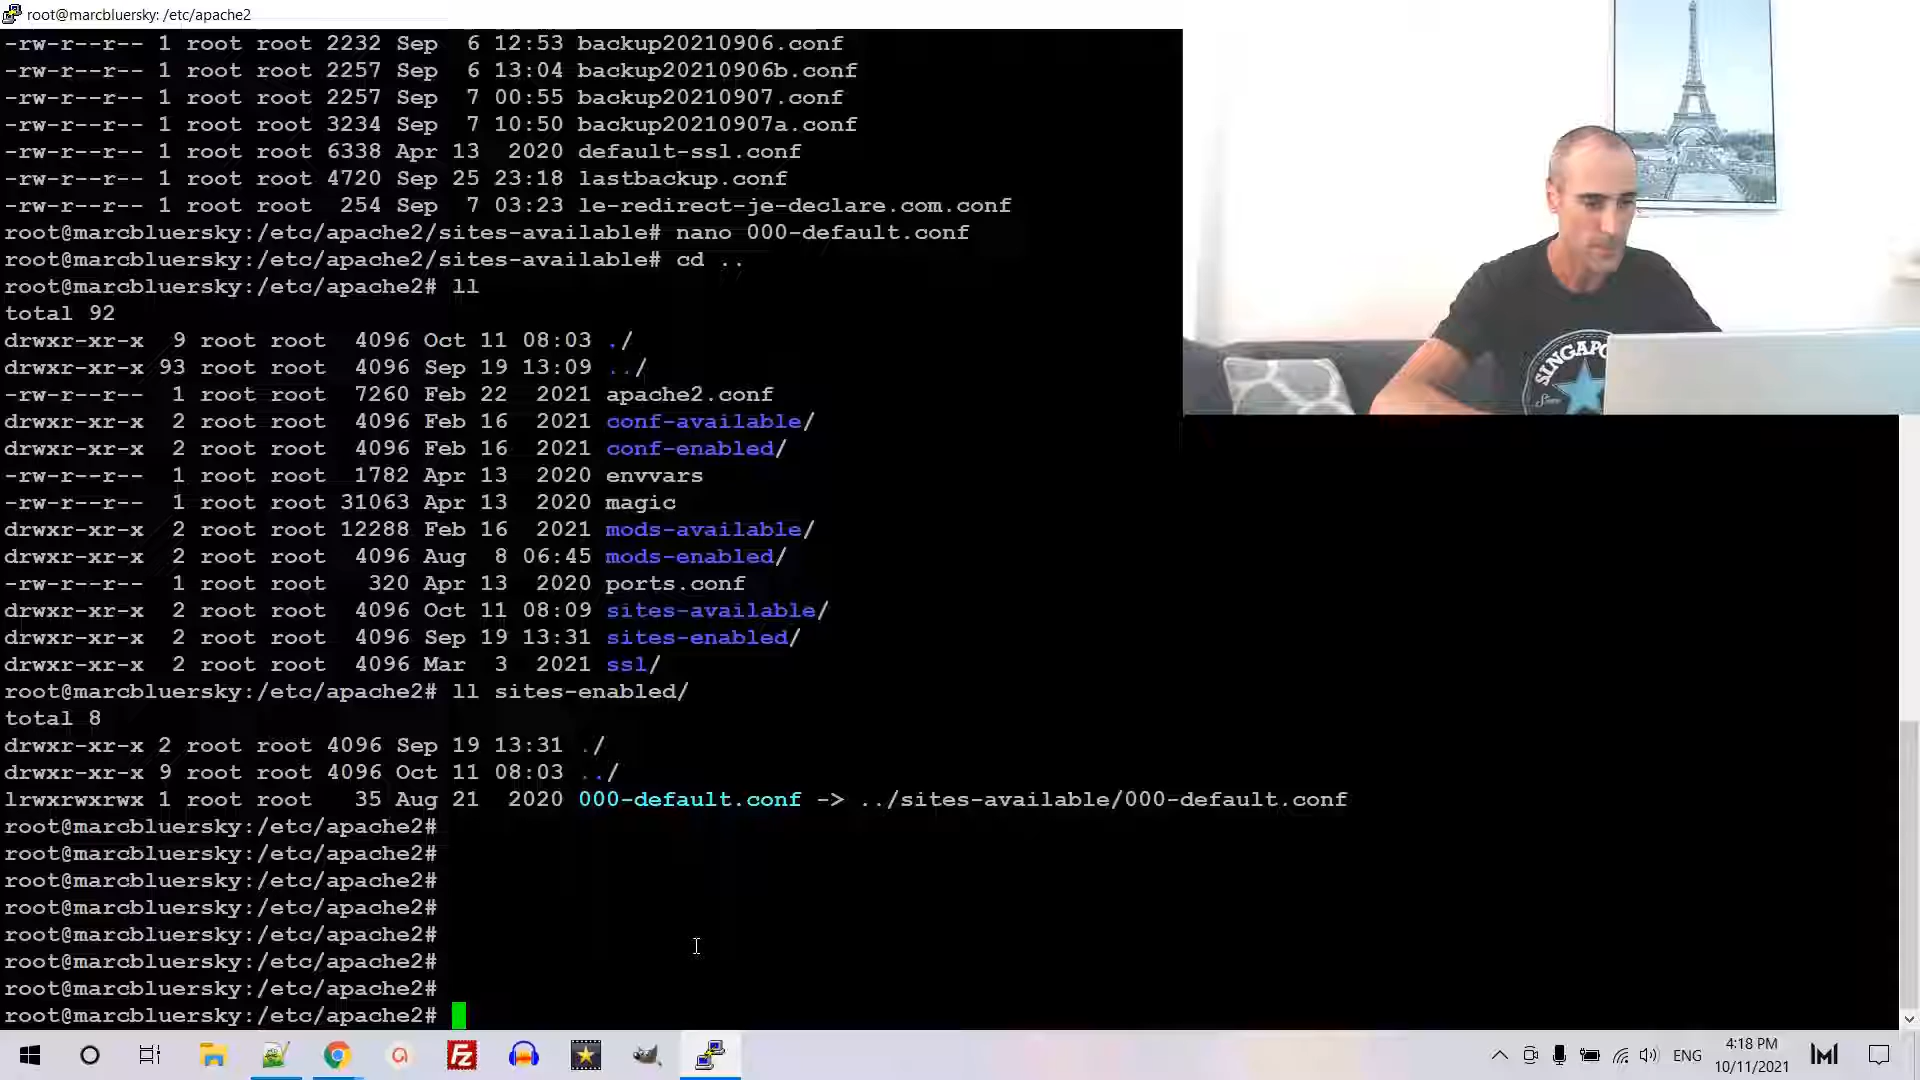 root@marcbluersky: /etc/apache2
-rw-r--r-- 1 root root 2232 Sep  6 12:53 backup20210906.conf
-rw-r--r-- 1 root root 2257 Sep  6 13:04 backup20210906b.conf
-rw-r--r-- 1 root root 2257 Sep  7 00:55 backup20210907.conf
-rw-r--r-- 1 root root 3234 Sep  7 10:50 backup20210907a.conf
-rw-r--r-- 1 root root 6338 Apr 13  2020 default-ssl.conf
-rw-r--r-- 1 root root 4720 Sep 25 23:18 lastbackup.conf
-rw-r--r-- 1 root root  254 Sep  7 03:23 le-redirect-je-declare.com.conf
root@marcbluersky:/etc/apache2/sites-available# nano 000-default.conf
root@marcbluersky:/etc/apache2/sites-available# cd ..
root@marcbluersky:/etc/apache2# ll
total 92
drwxr-xr-x  9 root root  4096 Oct 11 08:03 ./
drwxr-xr-x 93 root root  4096 Sep 19 13:09 ../
-rw-r--r--  1 root root  7260 Feb 22  2021 apache2.conf
drwxr-xr-x  2 root root  4096 Feb 16  2021 conf-available/
drwxr-xr-x  2 root root  4096 Feb 16  2021 conf-enabled/
-rw-r--r--  1 root root  1782 Apr 13  2020 envvars
-rw-r--r--  1 root root 31063 Apr 13  2020 magic
drwxr-xr-x  2 root root 12288 Feb 16  2021 mods-available/
drwxr-xr-x  2 root root  4096 Aug  8 06:45 mods-enabled/
-rw-r--r--  1 root root   320 Apr 13  2020 ports.conf
drwxr-xr-x  2 root root  4096 Oct 11 08:09 sites-available/
drwxr-xr-x  2 root root  4096 Sep 19 13:31 sites-enabled/
drwxr-xr-x  2 root root  4096 Mar  3  2021 ssl/
root@marcbluersky:/etc/apache2# ll sites-enabled/
total 8
drwxr-xr-x 2 root root 4096 Sep 19 13:31 ./
drwxr-xr-x 9 root root 4096 Oct 11 08:03 ../
lrwxrwxrwx 1 root root   35 Aug 21  2020 000-default.conf -> ../sites-available/000-default.conf
root@marcbluersky:/etc/apache2#
root@marcbluersky:/etc/apache2#
root@marcbluersky:/etc/apache2#
root@marcbluersky:/etc/apache2#
root@marcbluersky:/etc/apache2#
root@marcbluersky:/etc/apache2#
root@marcbluersky:/etc/apache2#
root@marcbluersky:/etc/apache2#
SINGAPO
Fz
ENG
4:18 PM
10/11/2021